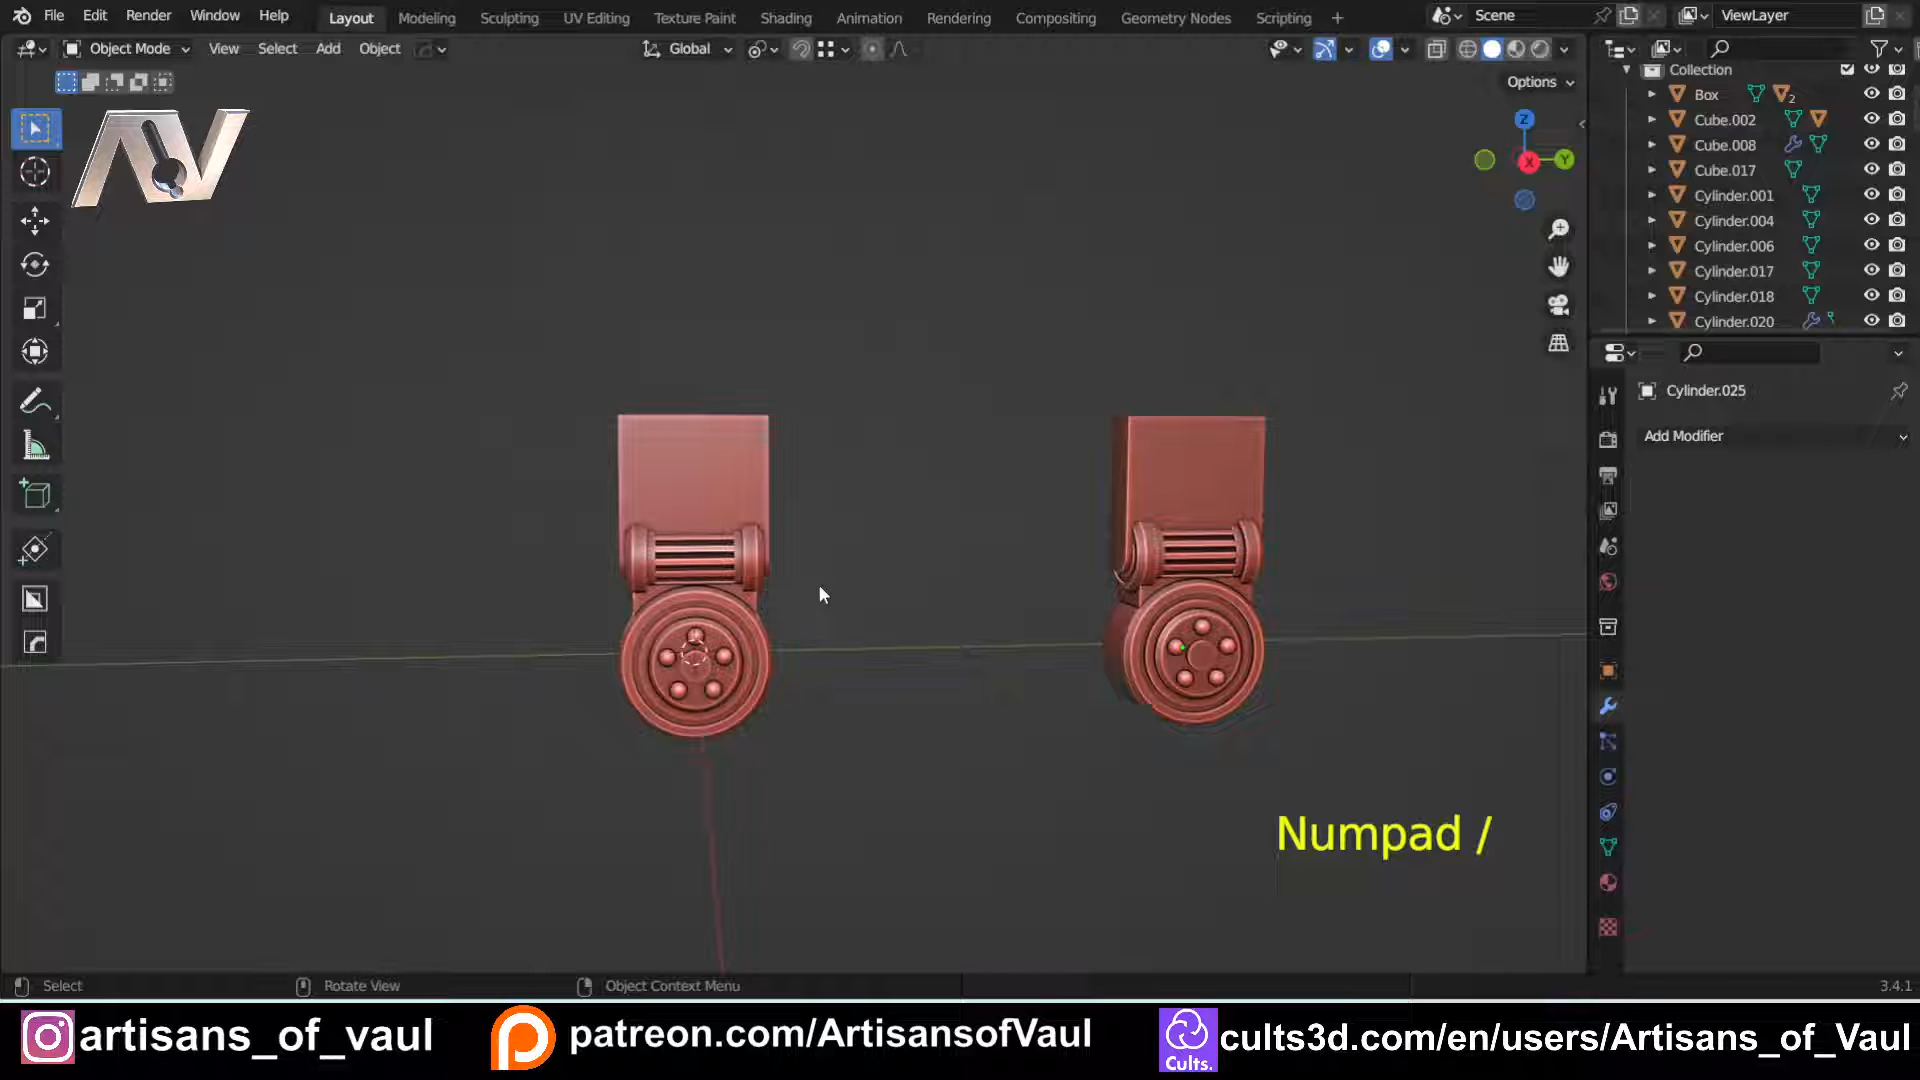 File Edit Render Window Help Layout Modeling Sculpting UV Editing Texture Paint Shading Animation Rendering Compositing Geometry Nodes Scripting + Scene ViewLayer
Object Mode View Select Add Object Global
Options
AV
Z
X Y
Collection
Box 2
Cube.002
Cube.008
Cube.017
Cylinder.001
Cylinder.004
Cylinder.006
Cylinder.017
Cylinder.018
Cylinder.020
Cylinder.025
Add Modifier
Numpad /
Select Rotate View Object Context Menu 3.4.1
artisans_of_vaul patreon.com/ArtisansofVaul Cults. cults3d.com/en/users/Artisans_of_Vaul